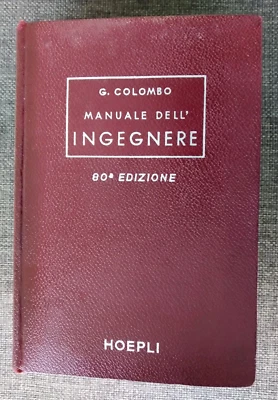 G. COLOMBO
MANUALE DELL'
INGEGNERE
80ª EDIZIONE
HOEPLI